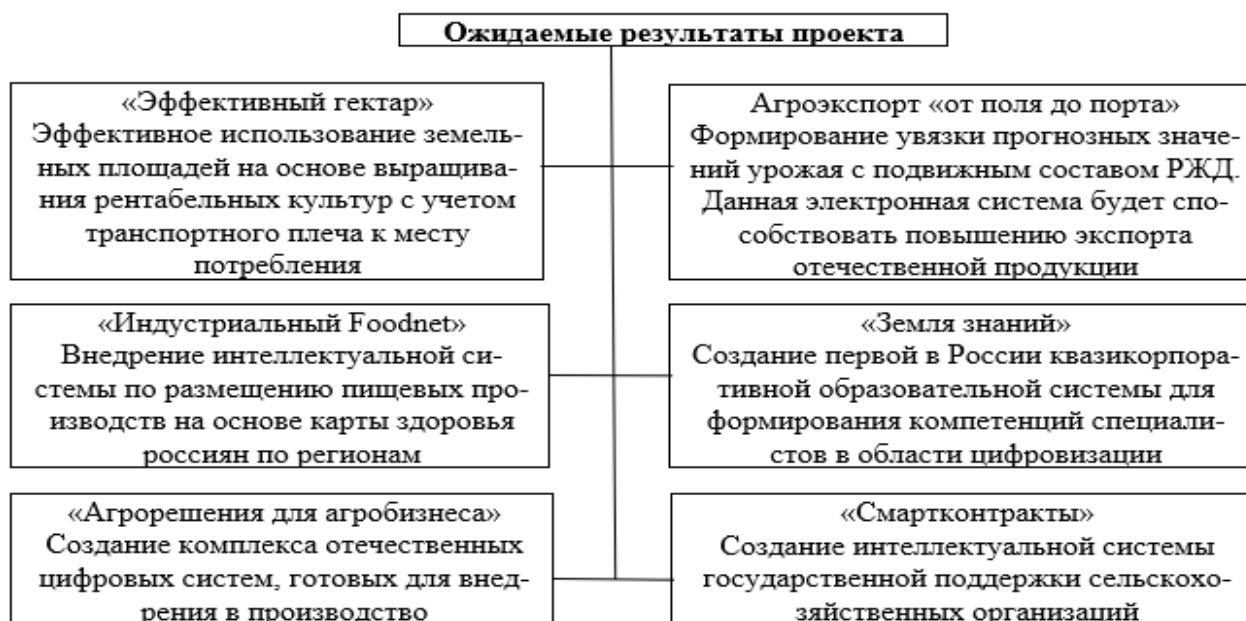 Ожидаемые результаты проекта
«Эффективный гектар»
Эффективное использование земель-
ных площадей на основе выращива-
ния рентабельных культур с учетом
транспортного плеча к месту
потребления
Агроэкспорт «от поля до порта»
Формирование увязки прогнозных значе-
ний урожая с подвижным составом РЖД.
Данная электронная система будет спо-
собствовать повышению экспорта
отечественной продукции
«Индустриальный Foodnet»
Внедрение интеллектуальной си-
стемы по размещению пищевых про-
изводств на основе карты здоровья
россиян по регионам
«Земля знаний»
Создание первой в России квазикорпора-
тивной образовательной системы для
формирования компетенций специали-
стов в области цифровизации
«Агрорешения для агробизнеса»
Создание комплекса отечественных
цифровых систем, готовых для внед-
рения в производство
«Смартконтракты»
Создание интеллектуальной системы
государственной поддержки сельскохо-
зяйственных организаций